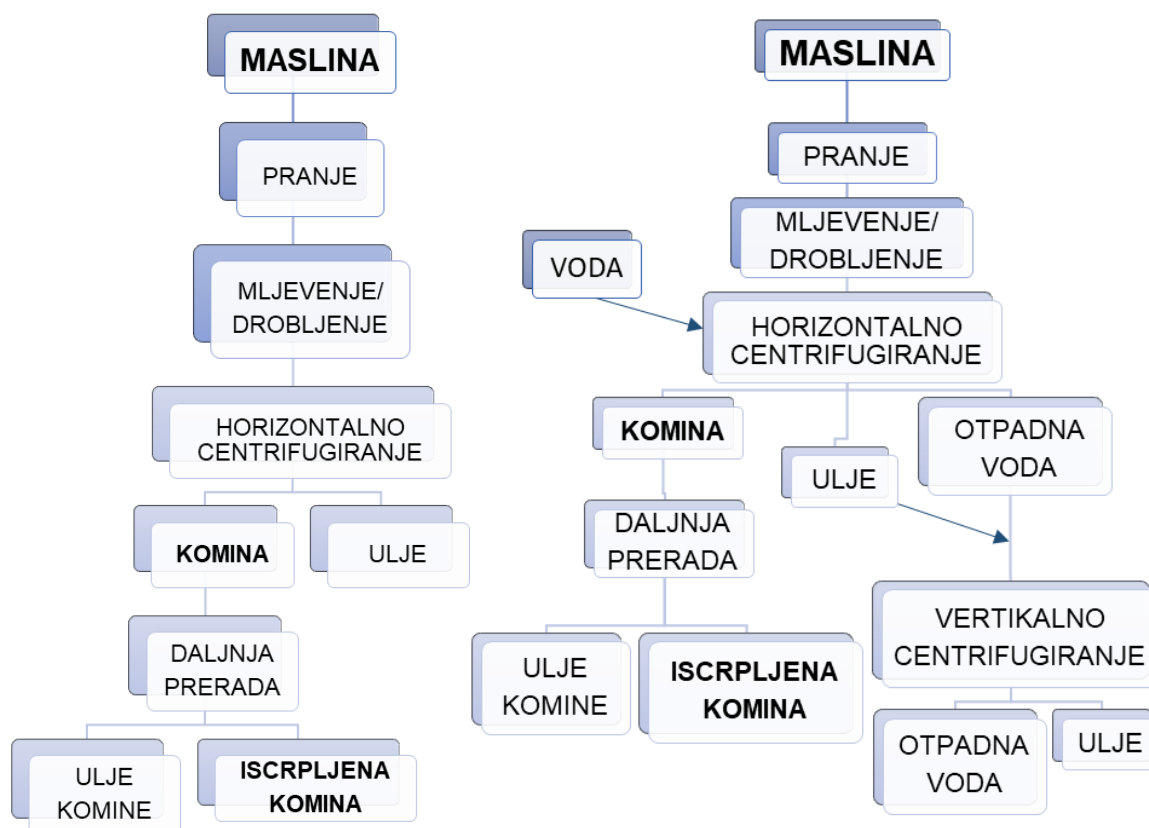 MASLINA
PRANJE
MLJEVENJE/
DROBLJENJE
HORIZONTALNO
CENTRIFUGIRANJE
KOMINA
ULJE
DALJNJA
PRERADA
ULJE
KOMINE
ISCRPLJENA
KOMINA
MASLINA
PRANJE
MLJEVENJE/
DROBLJENJE
VODA
HORIZONTALNO
CENTRIFUGIRANJE
KOMINA
ULJE
OTPADNA
VODA
DALJNJA
PRERADA
ULJE
KOMINE
ISCRPLJENA
KOMINA
VERTIKALNO
CENTRIFUGIRANJE
OTPADNA
VODA
ULJE